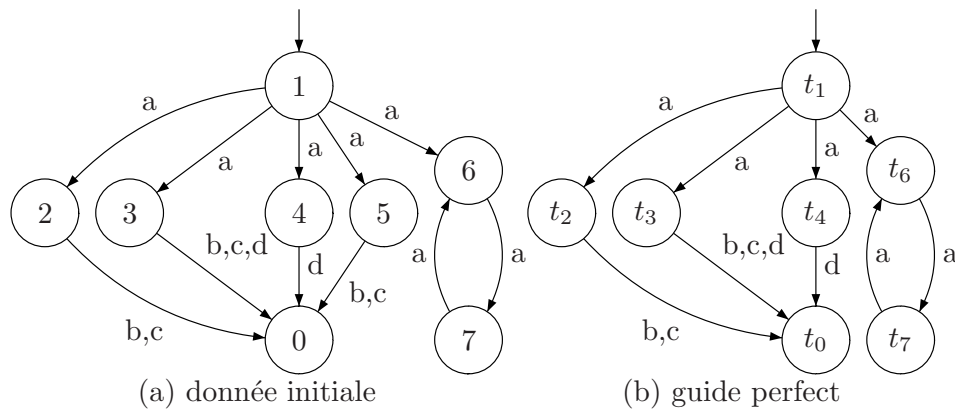 1
a
a
a
a
a
2
3
4
5
6
b,c,d
d
b,c
a
a
b,c
0
7
(a) donnée initiale
t1
a
a
a
a
t2
t3
t4
t6
b,c,d
d
a
a
b,c
t0
t7
(b) guide perfect